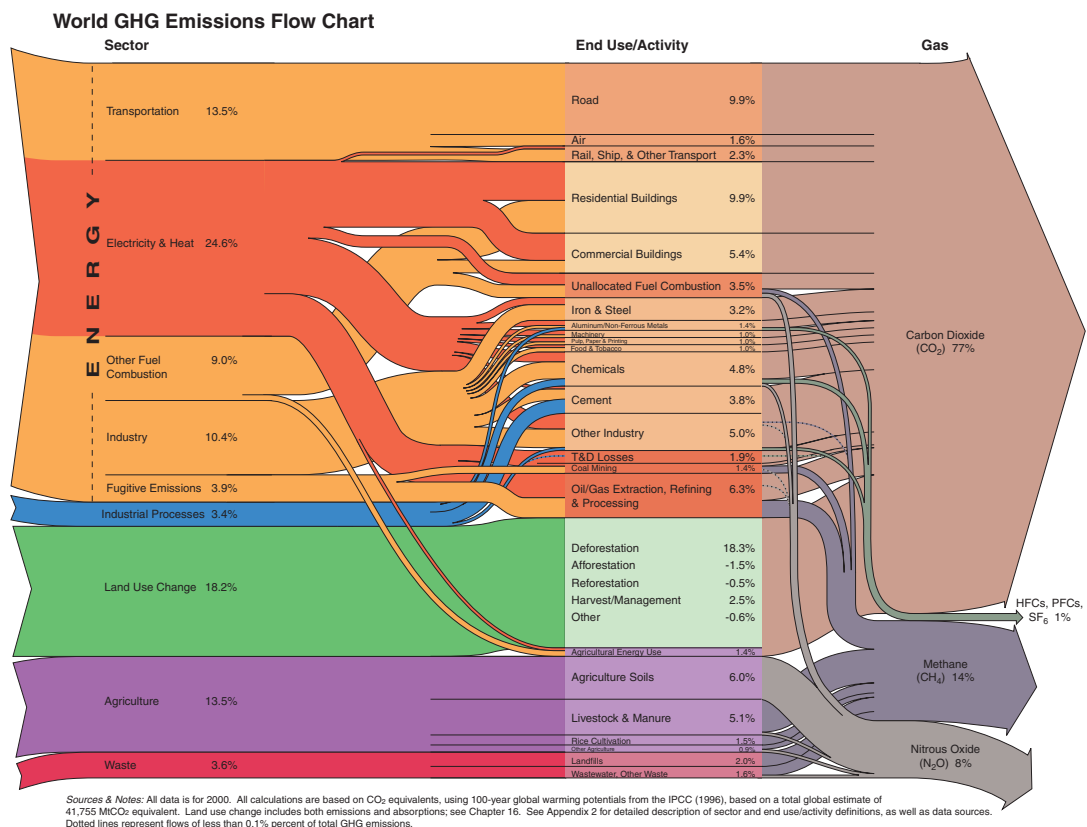 World GHG Emissions Flow Chart
Sector
End Use/Activity
Gas
ENERGY
Transportation 13.5%
Electricity & Heat 24.6%
Other Fuel
Combustion 9.0%
Industry 10.4%
Fugitive Emissions 3.9%
Industrial Processes 3.4%
Land Use Change 18.2%
Agriculture 13.5%
Waste 3.6%
Road 9.9%
Air 1.6%
Rail, Ship, & Other Transport 2.3%
Residential Buildings 9.9%
Commercial Buildings 5.4%
Unallocated Fuel Combustion 3.5%
Iron & Steel 3.2%
Aluminum/Non-Ferrous Metals 1.4%
Machinery 1.0%
Pulp, Paper & Printing 1.0%
Food & Tobacco 1.0%
Chemicals 4.8%
Cement 3.8%
Other Industry 5.0%
T&D Losses 1.9%
Coal Mining 1.4%
Oil/Gas Extraction, Refining 6.3%
& Processing
Deforestation 18.3%
Afforestation -1.5%
Reforestation -0.5%
Harvest/Management 2.5%
Other -0.6%
Agricultural Energy Use 1.4%
Agriculture Soils 6.0%
Livestock & Manure 5.1%
Rice Cultivation 1.5%
Other Agriculture 0.9%
Landfills 2.0%
Wastewater, Other Waste 1.6%
Carbon Dioxide
(CO₂) 77%
HFCs, PFCs,
SF₆ 1%
Methane
(CH₄) 14%
Nitrous Oxide
(N₂O) 8%
Sources & Notes: All data is for 2000. All calculations are based on CO₂ equivalents, using 100-year global warming potentials from the IPCC (1996), based on a total global estimate of
41,755 MtCO₂ equivalent. Land use change includes both emissions and absorptions; see Chapter 16. See Appendix 2 for detailed description of sector and end use/activity definitions, as well as data sources.
Dotted lines represent flows of less than 0.1% percent of total GHG emissions.